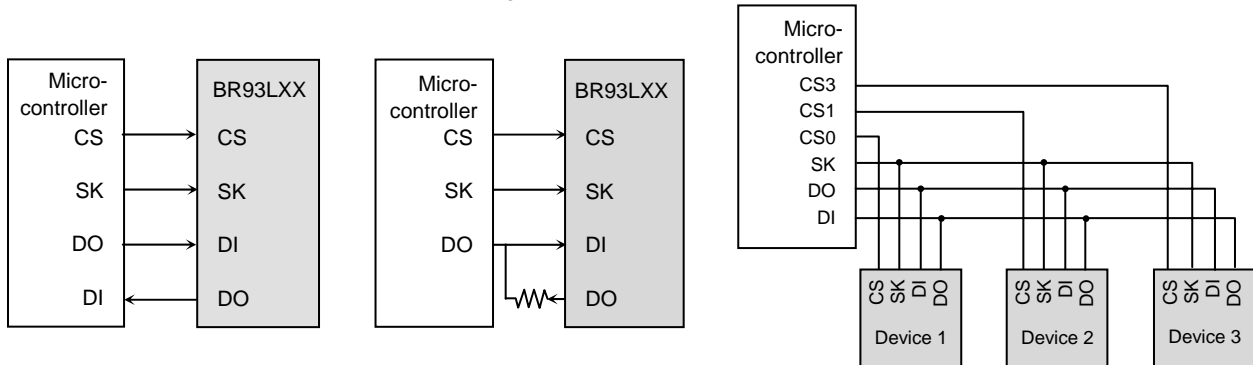 Micro-
controller
CS
SK
DO
DI
BR93LXX
CS
SK
DI
DO
Micro-
controller
CS
SK
DO
BR93LXX
CS
SK
DI
DO
Micro-
controller
CS3
CS1
CS0
SK
DO
DI
CS
SK
DI
DO
Device 1
CS
SK
DI
DO
Device 2
CS
SK
DI
DO
Device 3